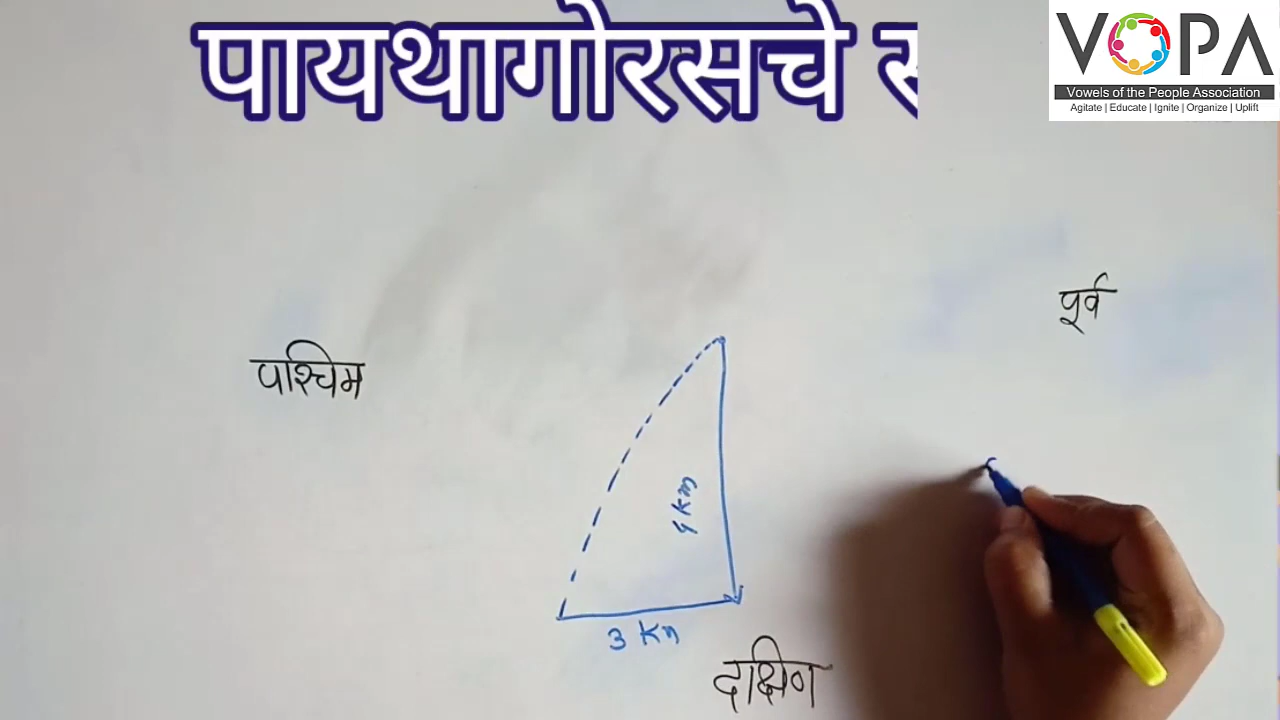 पायथागोरसचे
VOPA
Vowels of the People Association
Agitate | Educate | Ignite | Organize | Uplift
पूर्व
पश्चिम
4 km
3 Km
दक्षिण